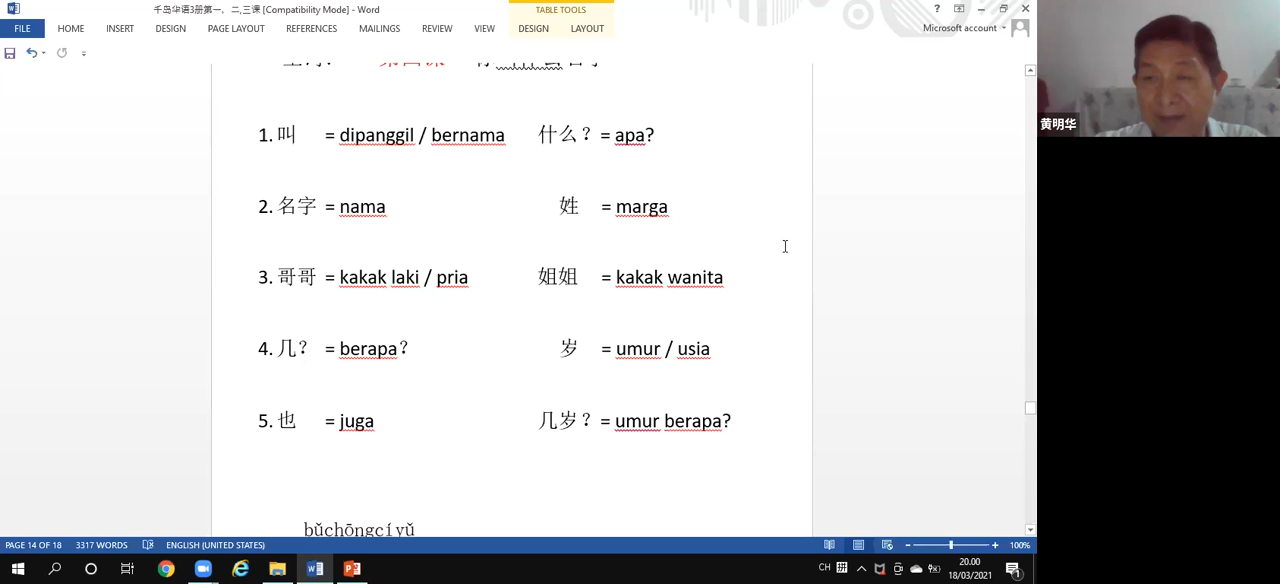 千岛华语3册第一，二,三课 [Compatibility Mode] - Word
TABLE TOOLS
FILE HOME INSERT DESIGN PAGE LAYOUT REFERENCES MAILINGS REVIEW VIEW DESIGN LAYOUT
Microsoft account
黄明华
1. 叫 = dipanggil / bernama 什么？= apa?
2. 名字 = nama 姓 = marga
3. 哥哥 = kakak laki / pria 姐姐 = kakak wanita
4. 几？ = berapa？ 岁 = umur / usia
5. 也 = juga 几岁？= umur berapa?
bǔchōngcíyǔ
PAGE 14 OF 18 3317 WORDS ENGLISH (UNITED STATES) 100%
CH 20.00
18/03/2021